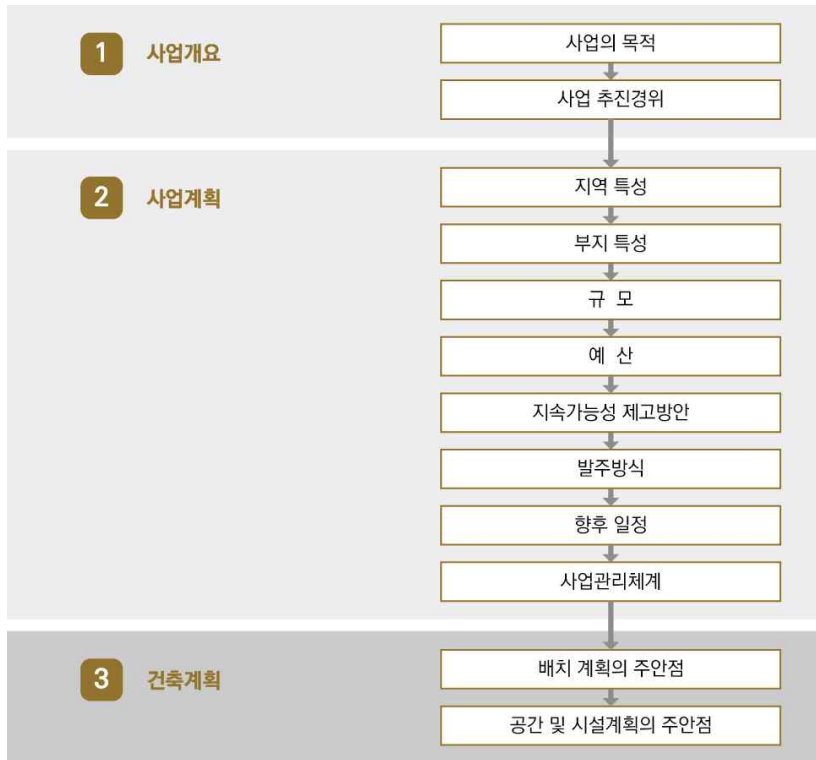 1 사업개요
사업의 목적
사업 추진경위
2 사업계획
지역 특성
부지 특성
규 모
예 산
지속가능성 제고방안
발주방식
향후 일정
사업관리체계
3 건축계획
배치 계획의 주안점
공간 및 시설계획의 주안점